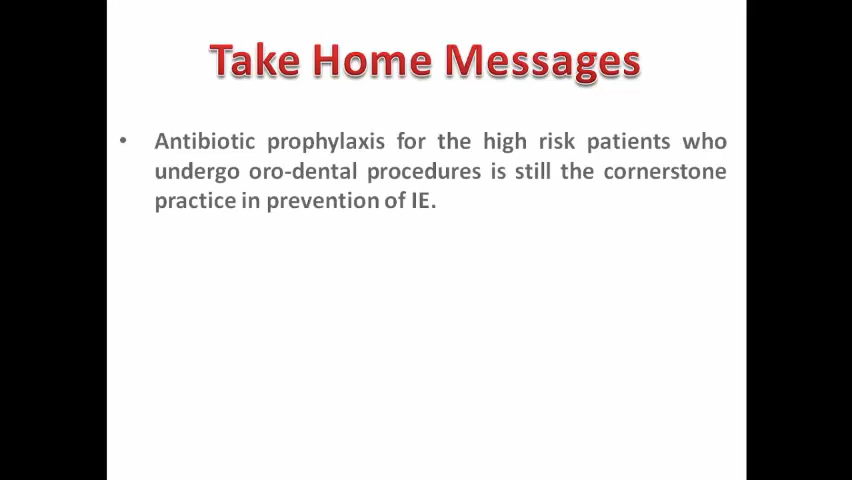 Take Home Messages
• Antibiotic prophylaxis for the high risk patients who
undergo oro-dental procedures is still the cornerstone
practice in prevention of IE.